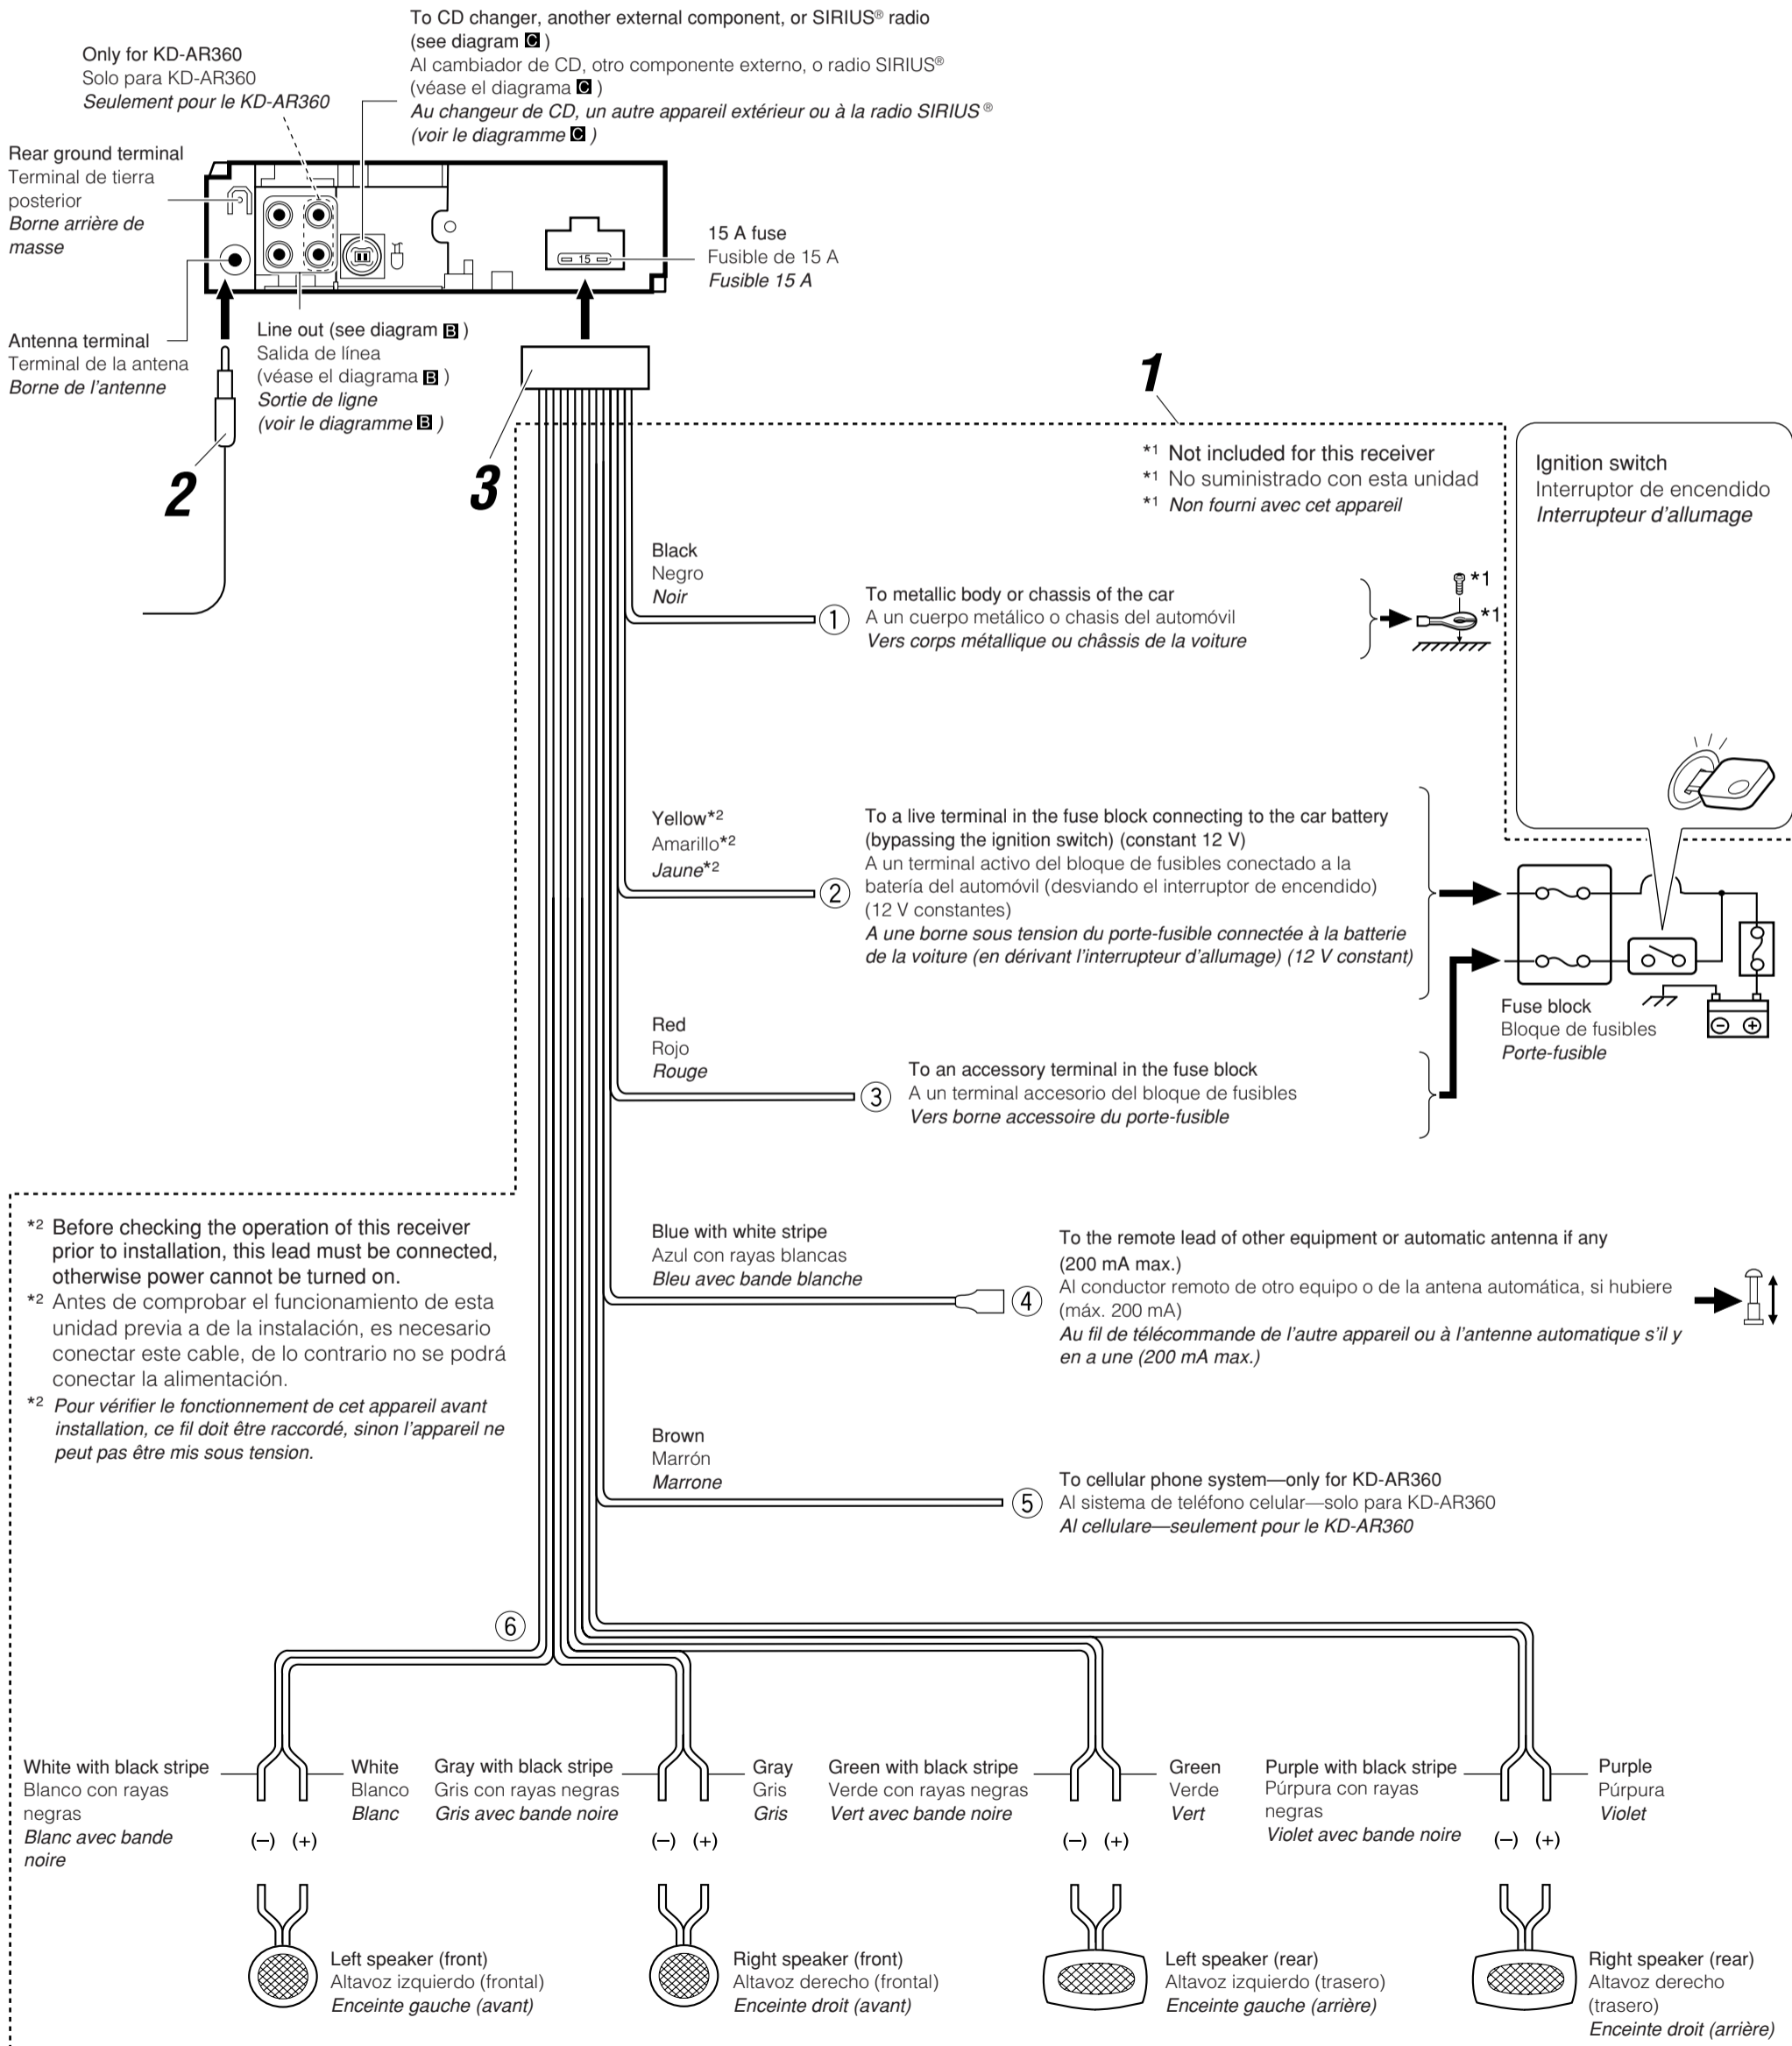 To CD changer, another external component, or SIRIUS® radio
(see diagram C )
Al cambiador de CD, otro componente externo, o radio SIRIUS®
(véase el diagrama C )
Au changeur de CD, un autre appareil extérieur ou à la radio SIRIUS ®
(voir le diagramme C )
Only for KD-AR360
Solo para KD-AR360
Seulement pour le KD-AR360
Rear ground terminal
Terminal de tierra
posterior
Borne arrière de
masse
15
15 A fuse
Fusible de 15 A
Fusible 15 A
Antenna terminal
Terminal de la antena
Borne de l'antenne
Line out (see diagram B )
Salida de línea
(véase el diagrama B )
Sortie de ligne
(voir le diagramme B )
1
2
3
*1 Not included for this receiver
*1 No suministrado con esta unidad
*1 Non fourni avec cet appareil
Ignition switch
Interruptor de encendido
Interrupteur d'allumage
Black
Negro
Noir
1
To metallic body or chassis of the car
A un cuerpo metálico o chasis del automóvil
Vers corps métallique ou châssis de la voiture
*1
*1
Yellow*2
Amarillo*2
Jaune*2
2
To a live terminal in the fuse block connecting to the car battery
(bypassing the ignition switch) (constant 12 V)
A un terminal activo del bloque de fusibles conectado a la
batería del automóvil (desviando el interruptor de encendido)
(12 V constantes)
A une borne sous tension du porte-fusible connectée à la batterie
de la voiture (en dérivant l'interrupteur d'allumage) (12 V constant)
Fuse block
Bloque de fusibles
Porte-fusible
Red
Rojo
Rouge
3
To an accessory terminal in the fuse block
A un terminal accesorio del bloque de fusibles
Vers borne accessoire du porte-fusible
*2 Before checking the operation of this receiver
prior to installation, this lead must be connected,
otherwise power cannot be turned on.
*2 Antes de comprobar el funcionamiento de esta
unidad previa a de la instalación, es necesario
conectar este cable, de lo contrario no se podrá
conectar la alimentación.
*2 Pour vérifier le fonctionnement de cet appareil avant
installation, ce fil doit être raccordé, sinon l'appareil ne
peut pas être mis sous tension.
Blue with white stripe
Azul con rayas blancas
Bleu avec bande blanche
4
To the remote lead of other equipment or automatic antenna if any
(200 mA max.)
Al conductor remoto de otro equipo o de la antena automática, si hubiere
(máx. 200 mA)
Au fil de télécommande de l'autre appareil ou à l'antenne automatique s'il y
en a une (200 mA max.)
Brown
Marrón
Marrone
5
To cellular phone system—only for KD-AR360
Al sistema de teléfono celular—solo para KD-AR360
Al cellulare—seulement pour le KD-AR360
6
White with black stripe
Blanco con rayas
negras
Blanc avec bande
noire
White
Blanco
Blanc
Gray with black stripe
Gris con rayas negras
Gris avec bande noire
Gray
Gris
Gris
Green with black stripe
Verde con rayas negras
Vert avec bande noire
Green
Verde
Vert
Purple with black stripe
Púrpura con rayas
negras
Violet avec bande noire
Purple
Púrpura
Violet
(−) (+)
(−) (+)
(−) (+)
(−) (+)
Left speaker (front)
Altavoz izquierdo (frontal)
Enceinte gauche (avant)
Right speaker (front)
Altavoz derecho (frontal)
Enceinte droit (avant)
Left speaker (rear)
Altavoz izquierdo (trasero)
Enceinte gauche (arrière)
Right speaker (rear)
Altavoz derecho
(trasero)
Enceinte droit (arrière)